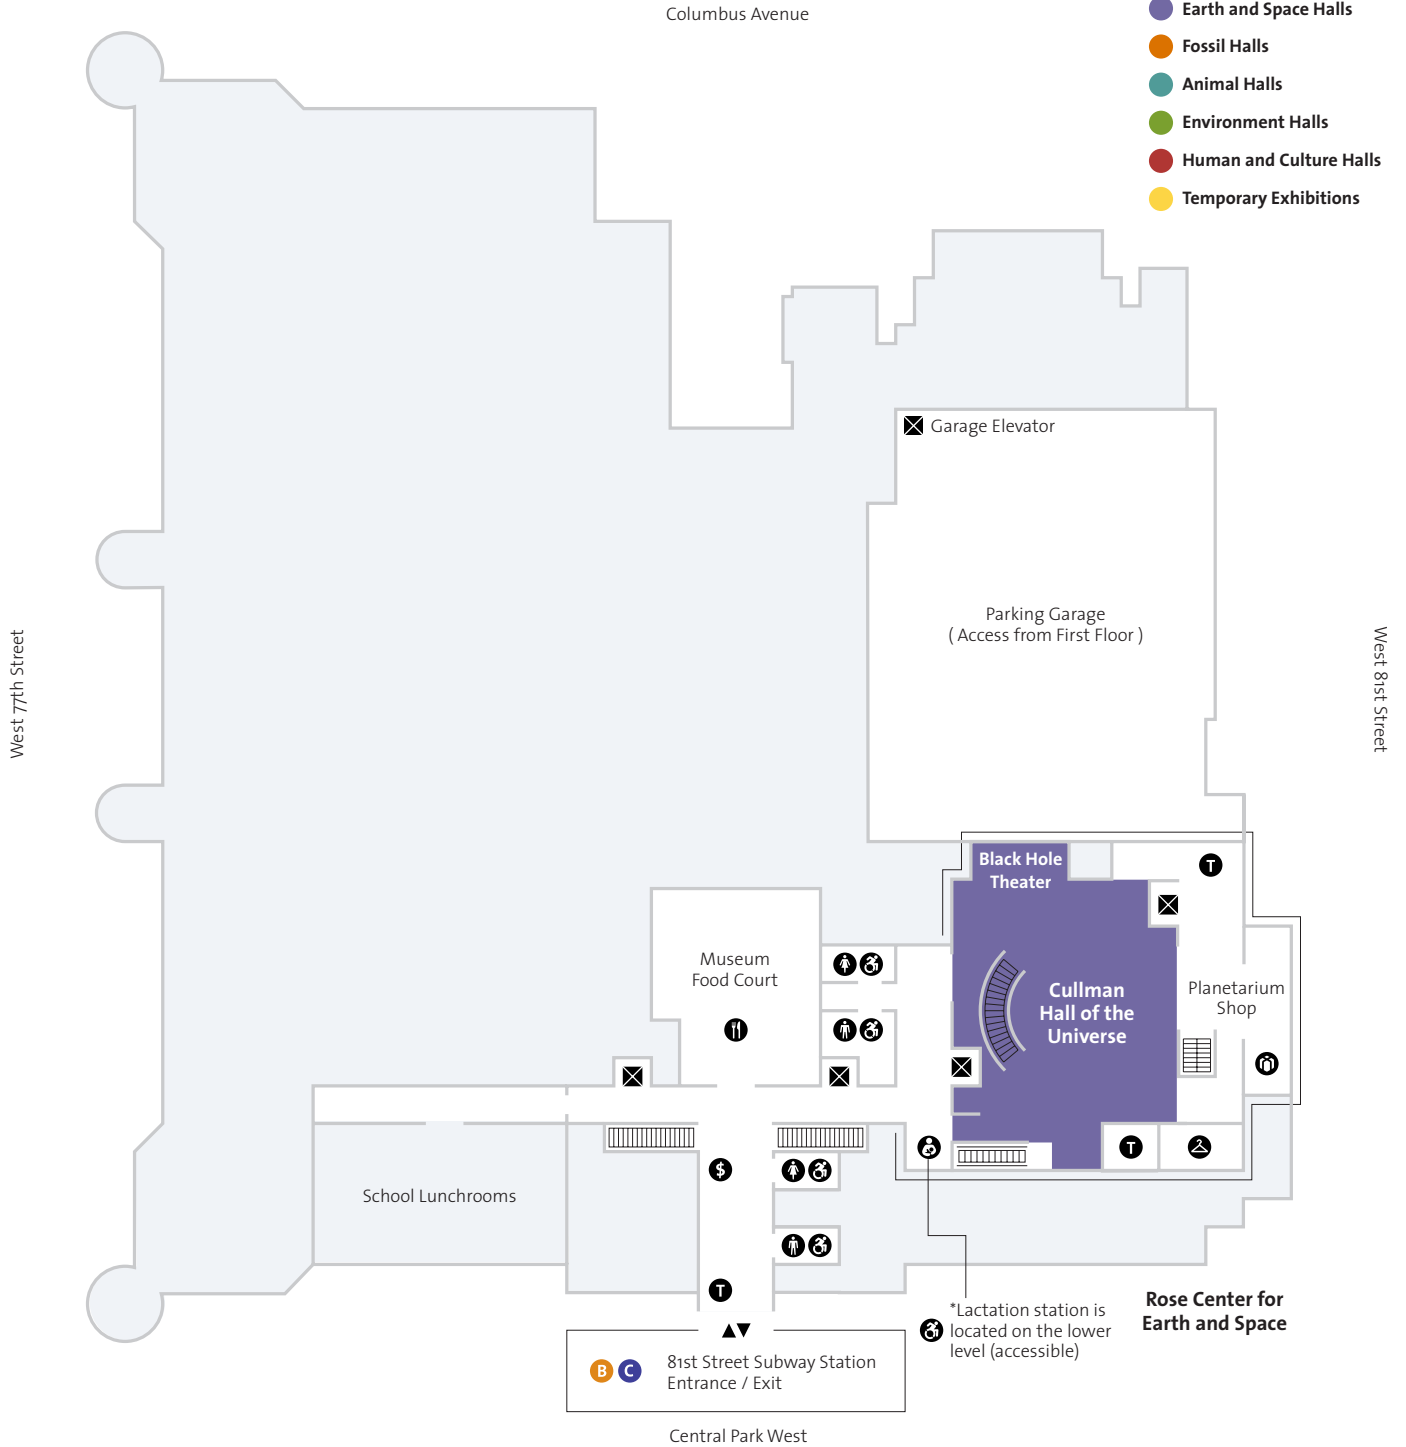 Columbus Avenue
Earth and Space Halls
Fossil Halls
Animal Halls
Environment Halls
Human and Culture Halls
Temporary Exhibitions
Garage Elevator
Parking Garage
( Access from First Floor )
West 77th Street
West 81st Street
Black Hole
Theater
T
Museum
Food Court
Cullman
Hall of the
Universe
Planetarium
Shop
School Lunchrooms
$
T
T
*Lactation station is
located on the lower
level (accessible)
Rose Center for
Earth and Space
B C
81st Street Subway Station
Entrance / Exit
Central Park West